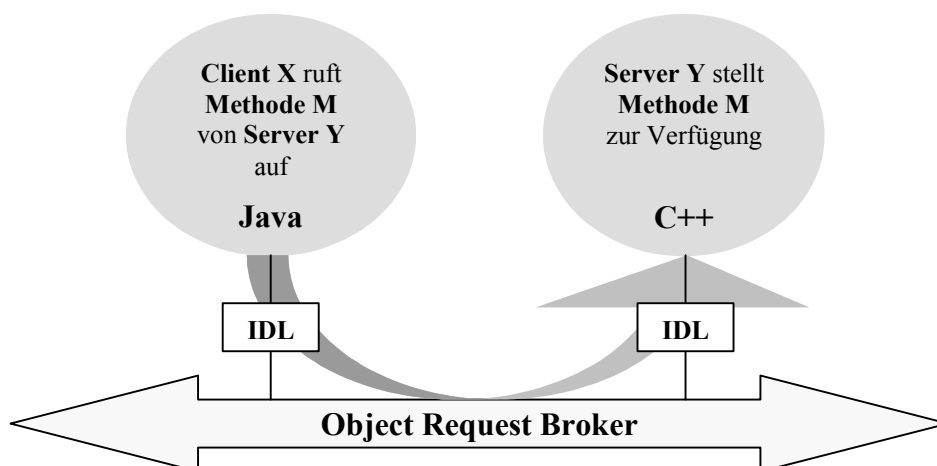 Client X ruft
Methode M
von Server Y
auf
Java
Server Y stellt
Methode M
zur Verfügung
C++
IDL
IDL
Object Request Broker